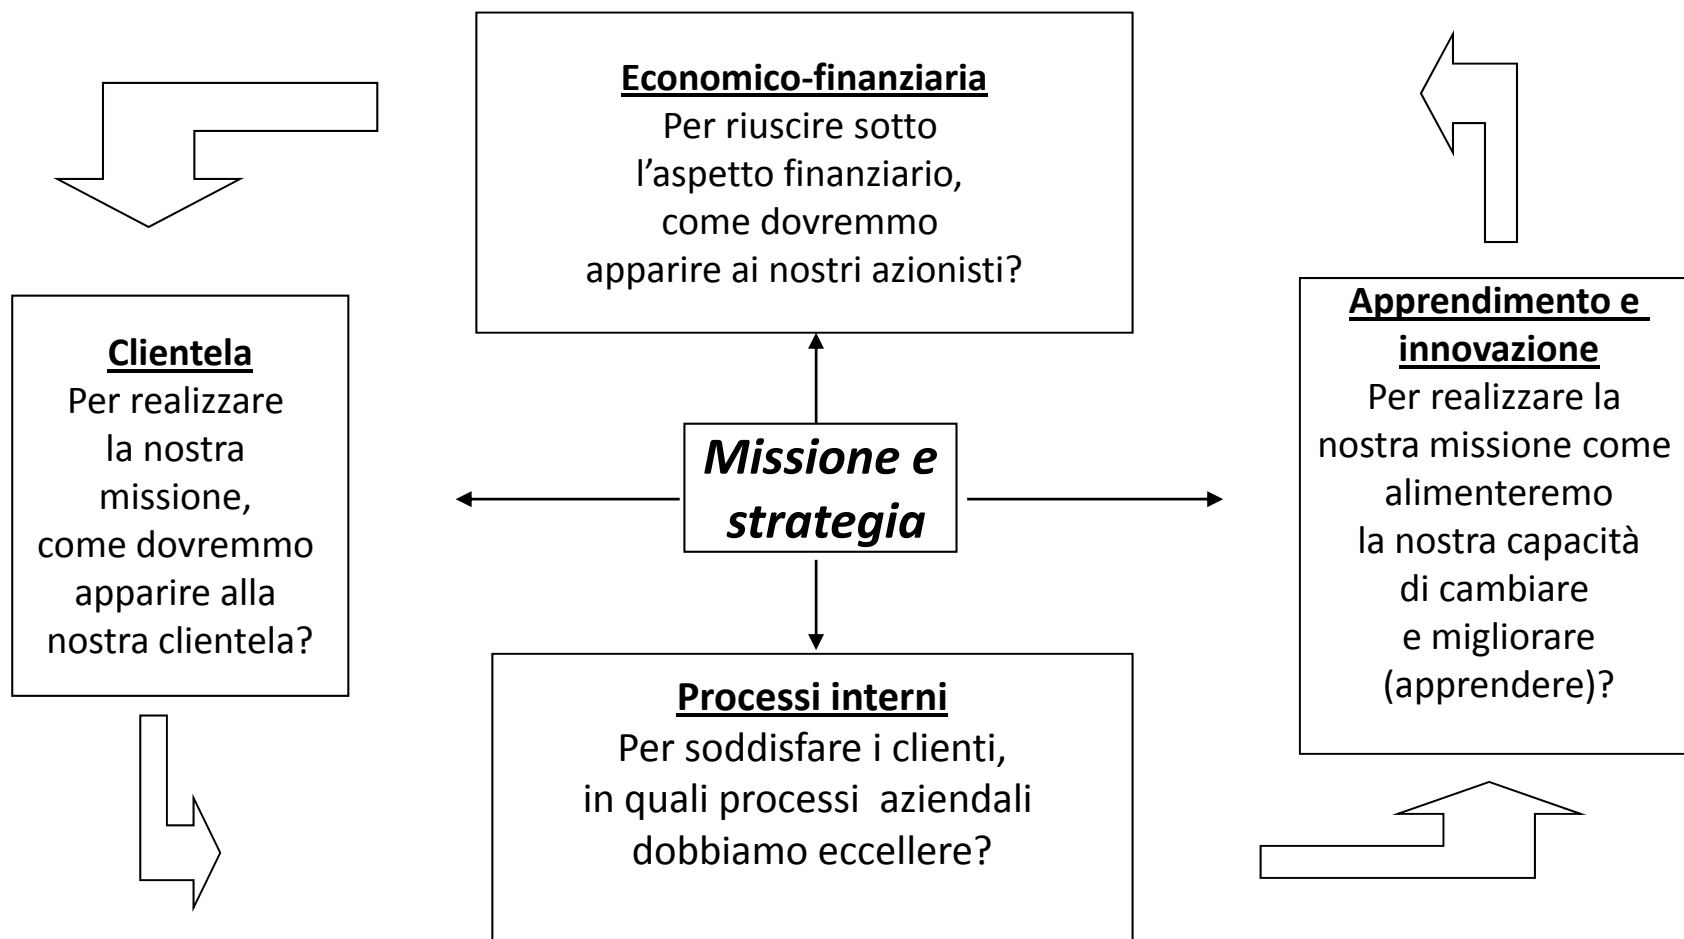 Economico-finanziaria
Per riuscire sotto
l’aspetto finanziario,
come dovremmo
apparire ai nostri azionisti?
Clientela
Per realizzare
la nostra
missione,
come dovremmo
apparire alla
nostra clientela?
Missione e
strategia
Apprendimento e
innovazione
Per realizzare la
nostra missione come
alimenteremo
la nostra capacità
di cambiare
e migliorare
(apprendere)?
Processi interni
Per soddisfare i clienti,
in quali processi aziendali
dobbiamo eccellere?